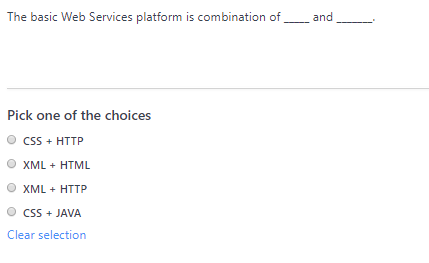 The basic Web Services platform is combination of _____ and _______.
Pick one of the choices
CSS + HTTP
XML + HTML
XML + HTTP
CSS + JAVA
Clear selection